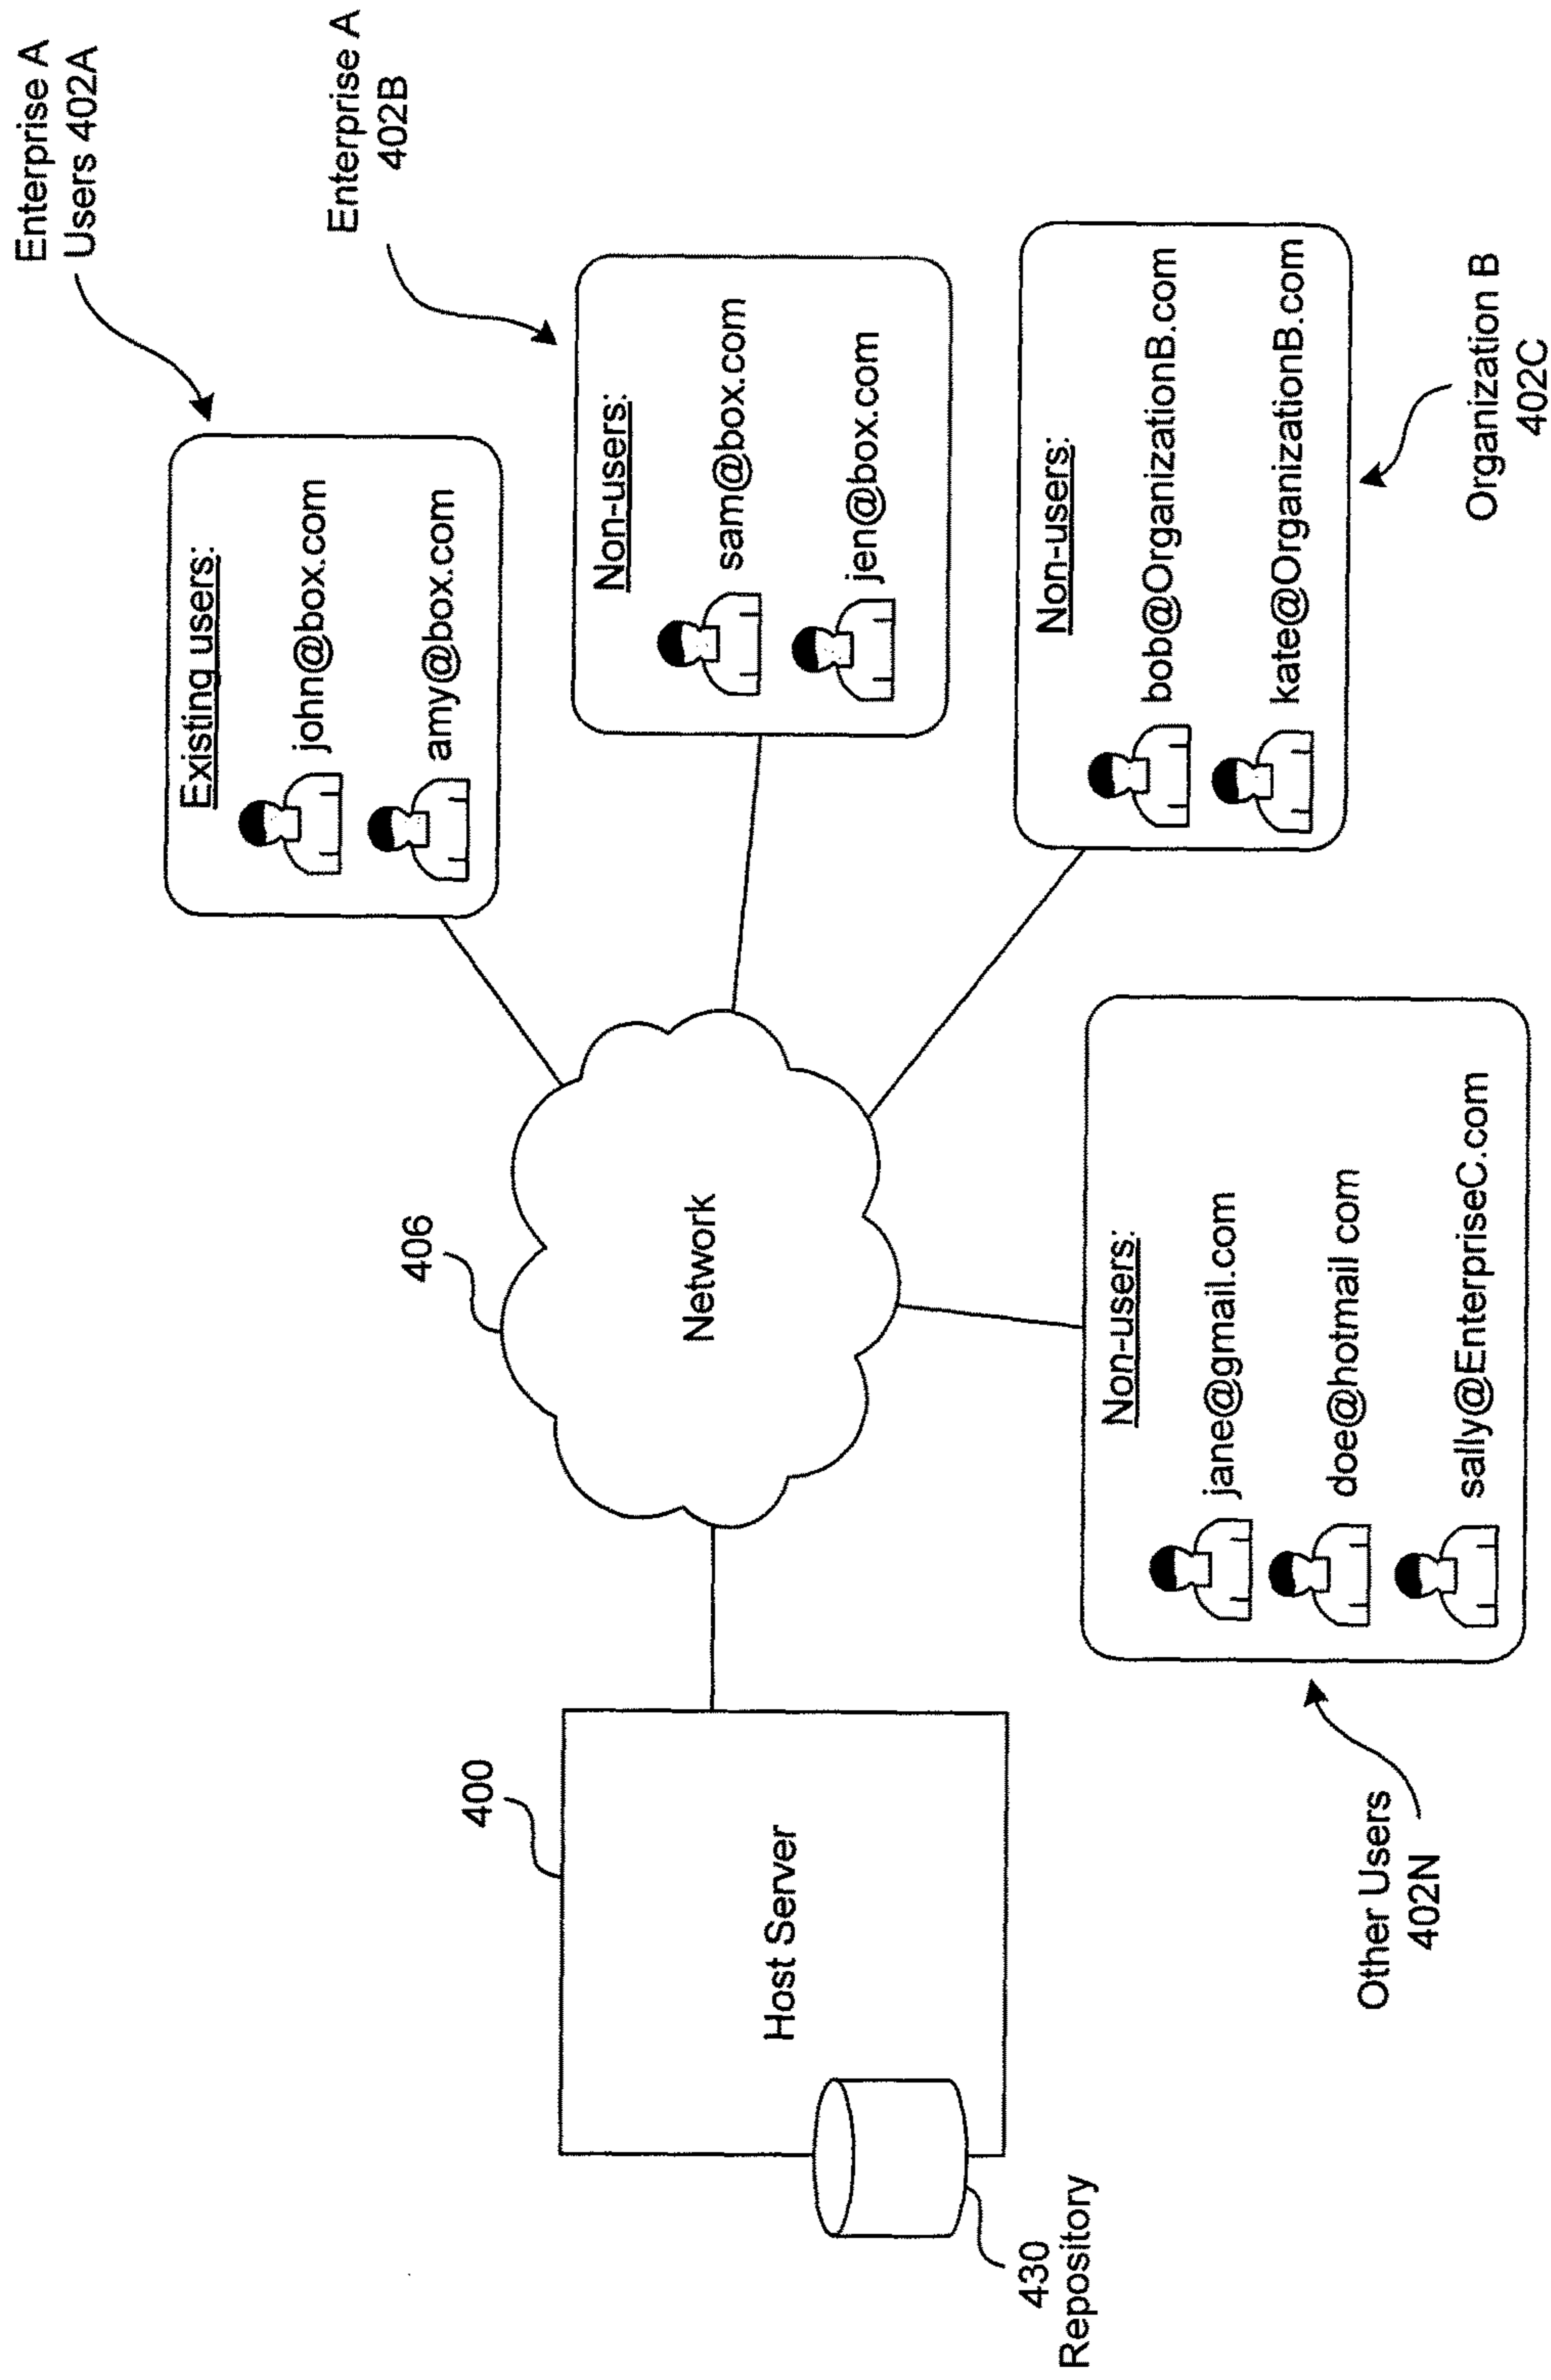 Enterprise A
Users 402A
Existing users:
john@box.com
amy@box.com
Enterprise A
402B
Non-users:
sam@box.com
jen@box.com
406
Network
Non-users:
bob@OrganizationB.com
kate@OrganizationB.com
Organization B
402C
400
Host Server
430
Repository
Non-users:
jane@gmail.com
doe@hotmail com
sally@EnterpriseC.com
Other Users
402N